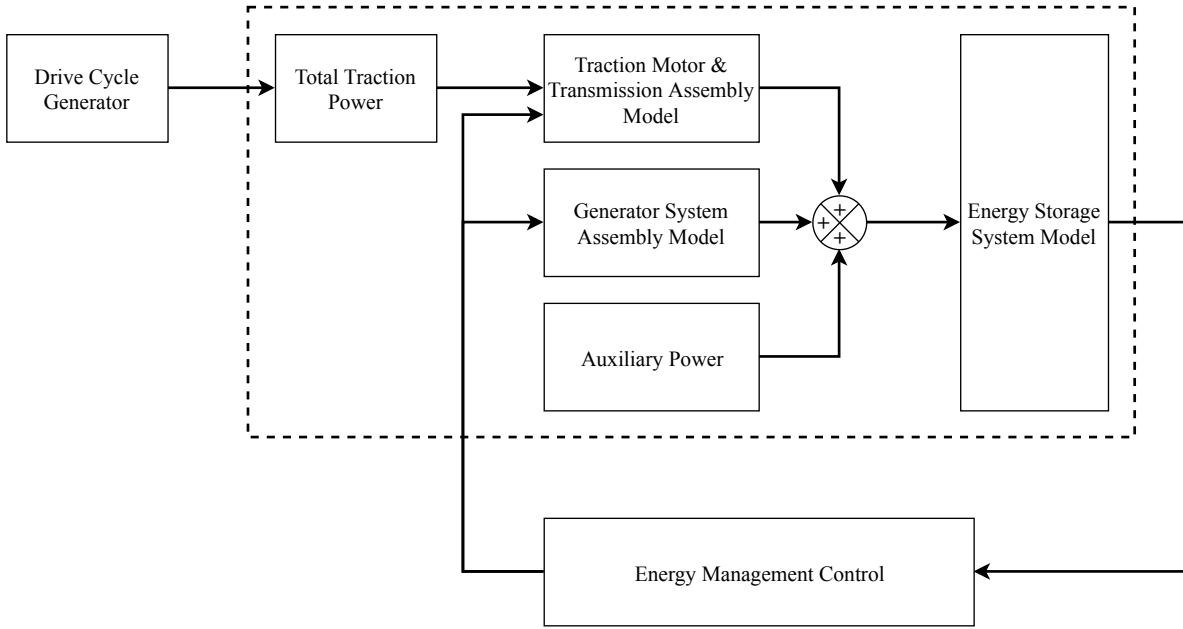 Drive Cycle
Generator
Total Traction
Power
Traction Motor &
Transmission Assembly
Model
Generator System
Assembly Model
Auxiliary Power
+
+ +
+
Energy Storage
System Model
Energy Management Control